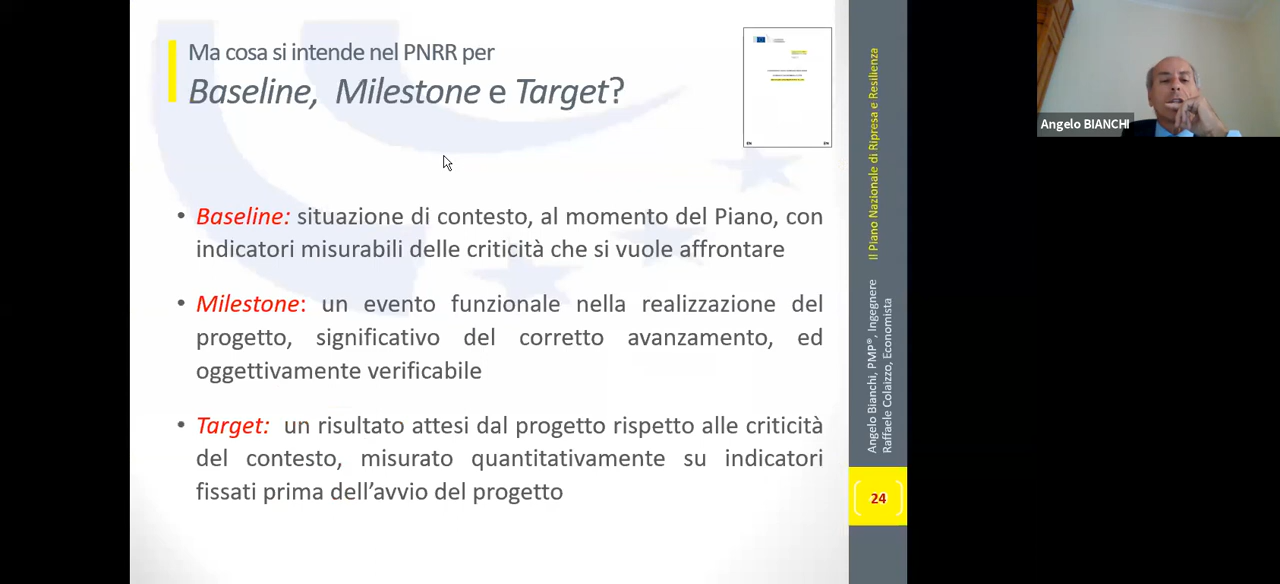 Ma cosa si intende nel PNRR per
Baseline, Milestone e Target?
• Baseline: situazione di contesto, al momento del Piano, con
indicatori misurabili delle criticità che si vuole affrontare
• Milestone: un evento funzionale nella realizzazione del
progetto, significativo del corretto avanzamento, ed
oggettivamente verificabile
• Target: un risultato attesi dal progetto rispetto alle criticità
del contesto, misurato quantitativamente su indicatori
fissati prima dell’avvio del progetto
Il Piano Nazionale di Ripresa e Resilienza
Angelo Bianchi, PMP®, Ingegnere
Raffaele Colaizzo, Economista
24
Angelo BIANCHI